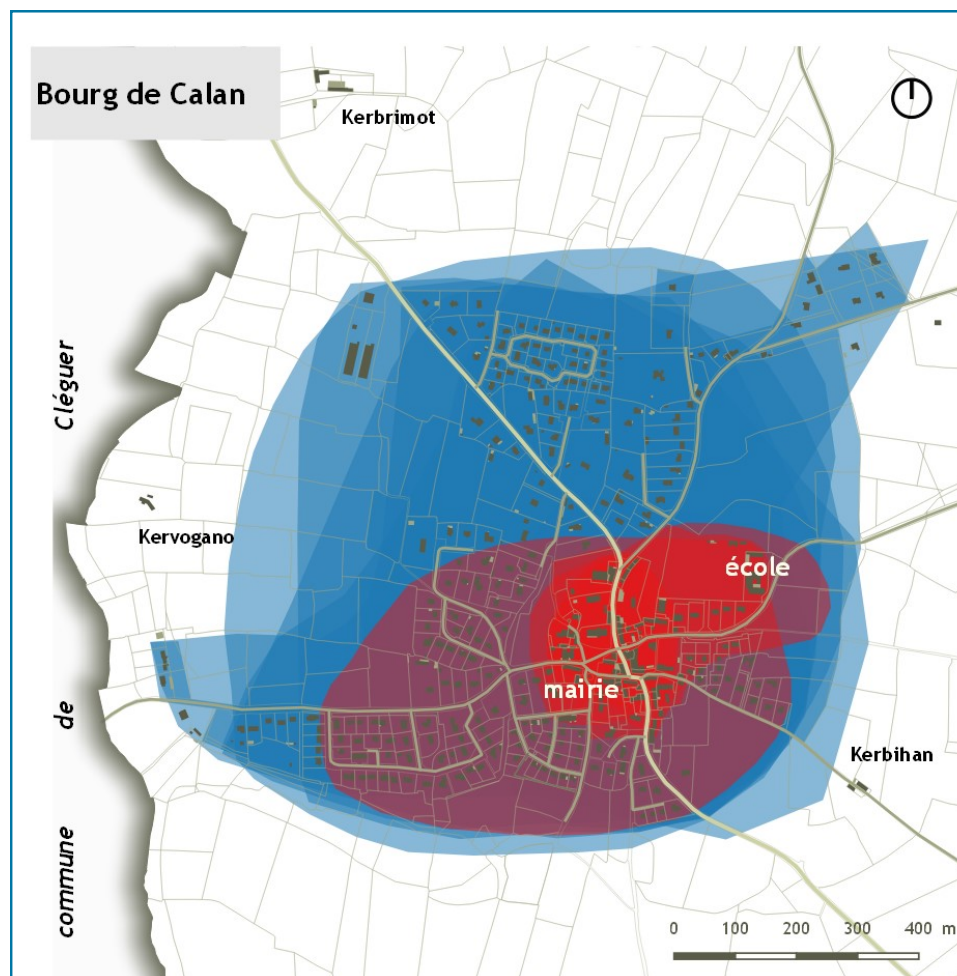 Bourg de Calan
Kerbrimot
Cléguer
Kervogano
école
mairie
de
Kerbihan
commune
0 100 200 300 400 m